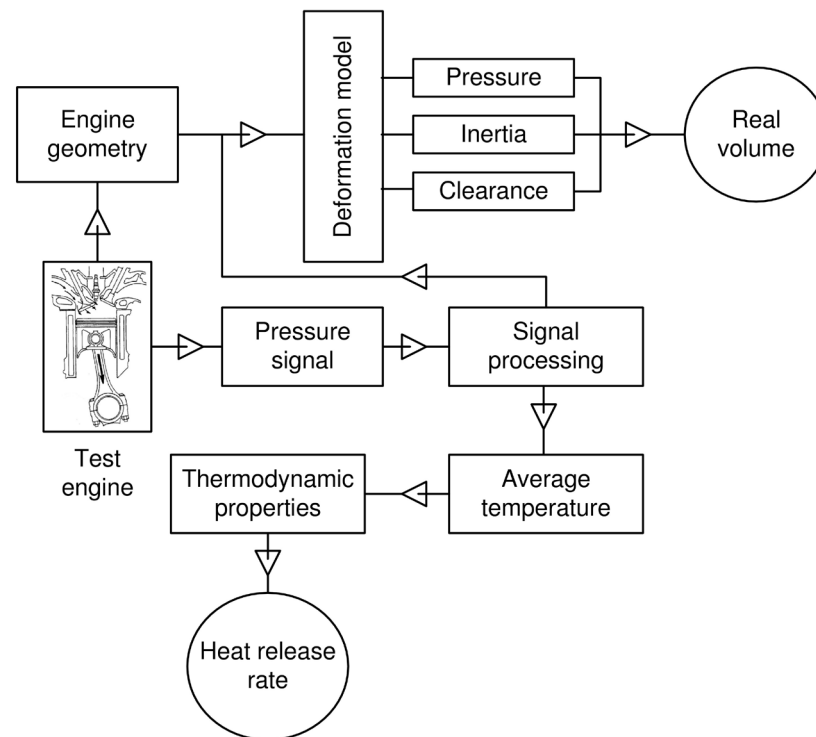 Engine
geometry
Deformation model
Pressure
Inertia
Clearance
Real
volume
Test
engine
Pressure
signal
Signal
processing
Thermodynamic
properties
Average
temperature
Heat release
rate